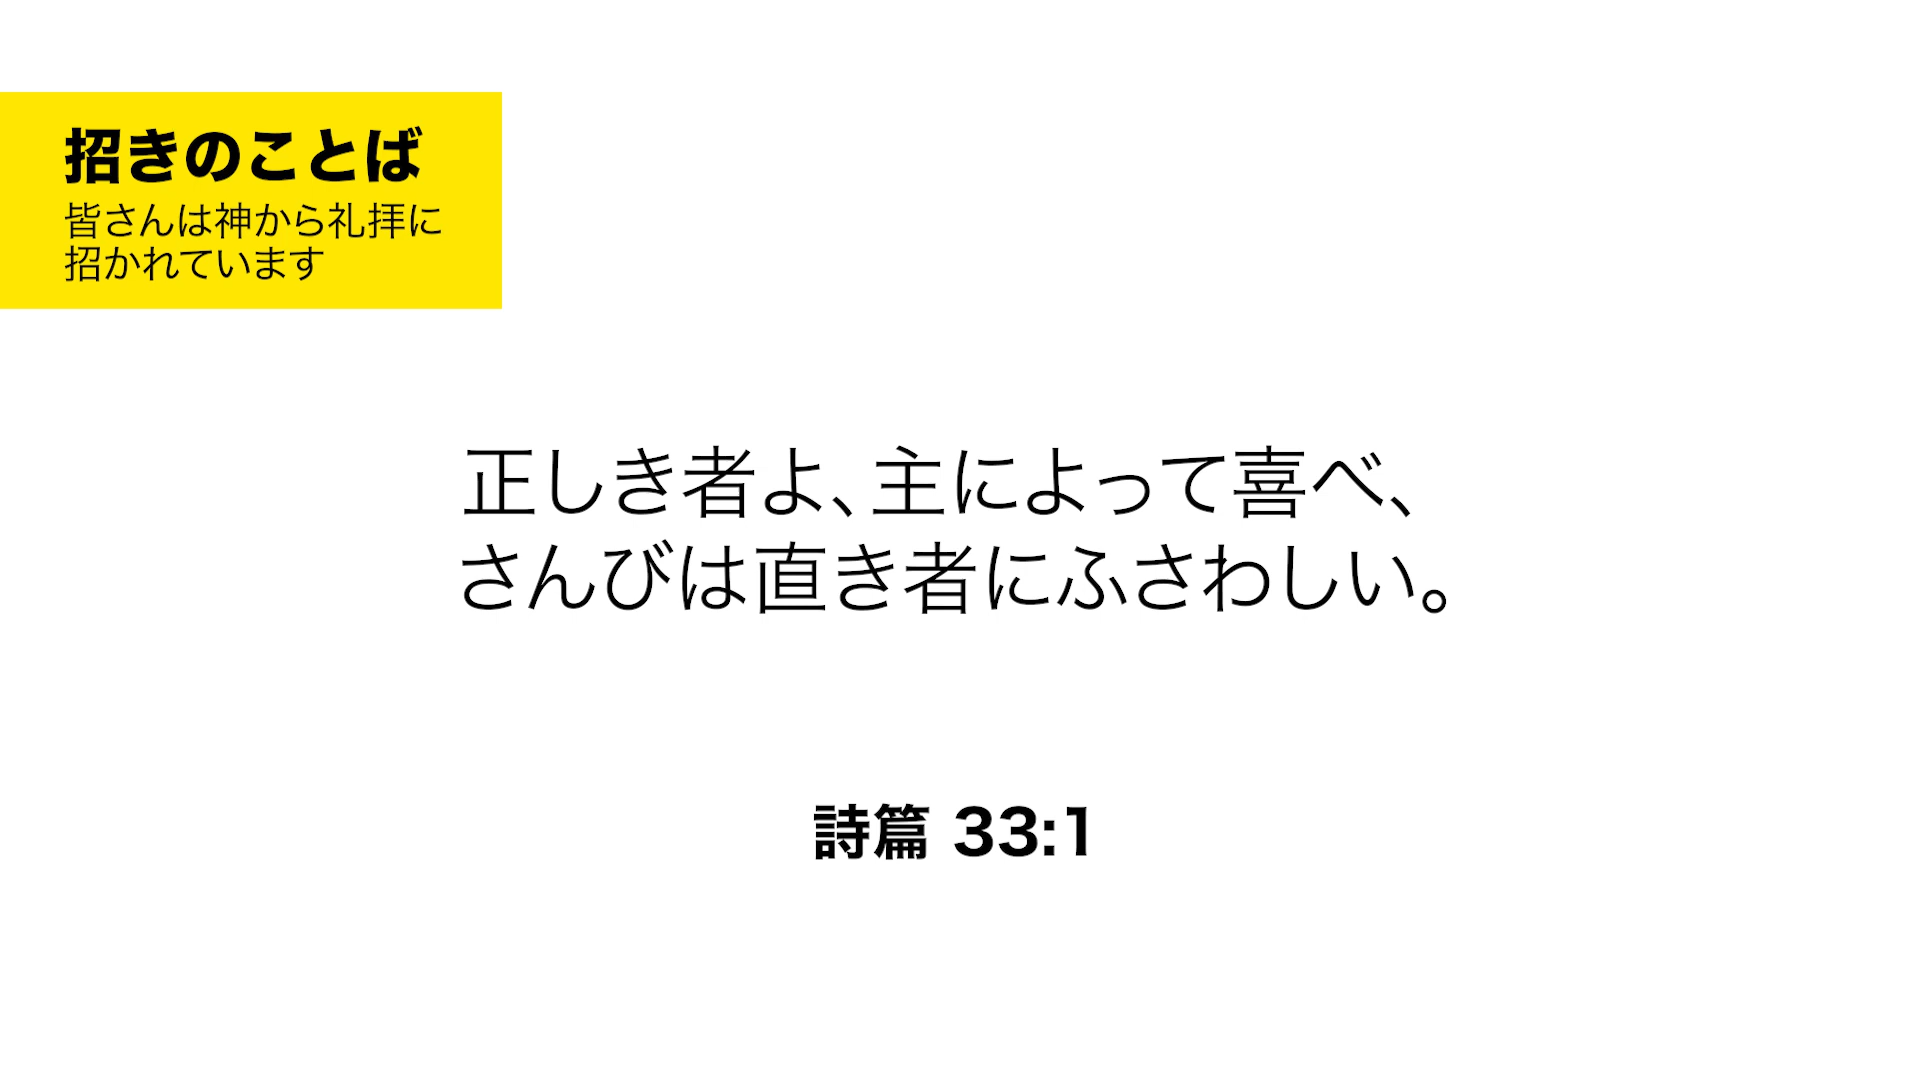 招きのことば
皆さんは神から礼拝に
招かれています
正しき者よ、主によって喜べ、
さんびは直き者にふさわしい。
詩篇 33:1